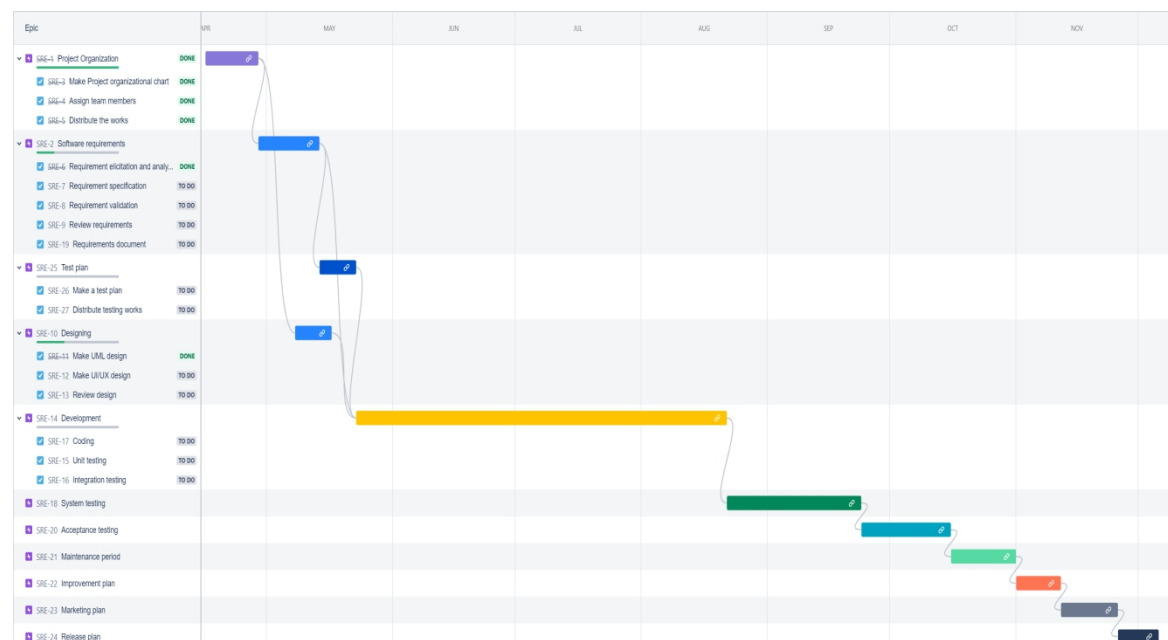 Epic APR MAY JUN JUL AUG SEP OCT NOV
SRE-1 Project Organization DONE
SRE-3 Make Project organizational chart DONE
SRE-4 Assign team members DONE
SRE-5 Distribute the works DONE
SRE-2 Software requirements
SRE-6 Requirement elicitation and analy... DONE
SRE-7 Requirement specification TO DO
SRE-8 Requirement validation TO DO
SRE-9 Review requirements TO DO
SRE-19 Requirements document TO DO
SRE-25 Test plan
SRE-26 Make a test plan TO DO
SRE-27 Distribute testing works TO DO
SRE-10 Designing
SRE-11 Make UML design DONE
SRE-12 Make UI/UX design TO DO
SRE-13 Review design TO DO
SRE-14 Development
SRE-17 Coding TO DO
SRE-15 Unit testing TO DO
SRE-16 Integration testing TO DO
SRE-18 System testing
SRE-20 Acceptance testing
SRE-21 Maintenance period
SRE-22 Improvement plan
SRE-23 Marketing plan
SRE-24 Release plan